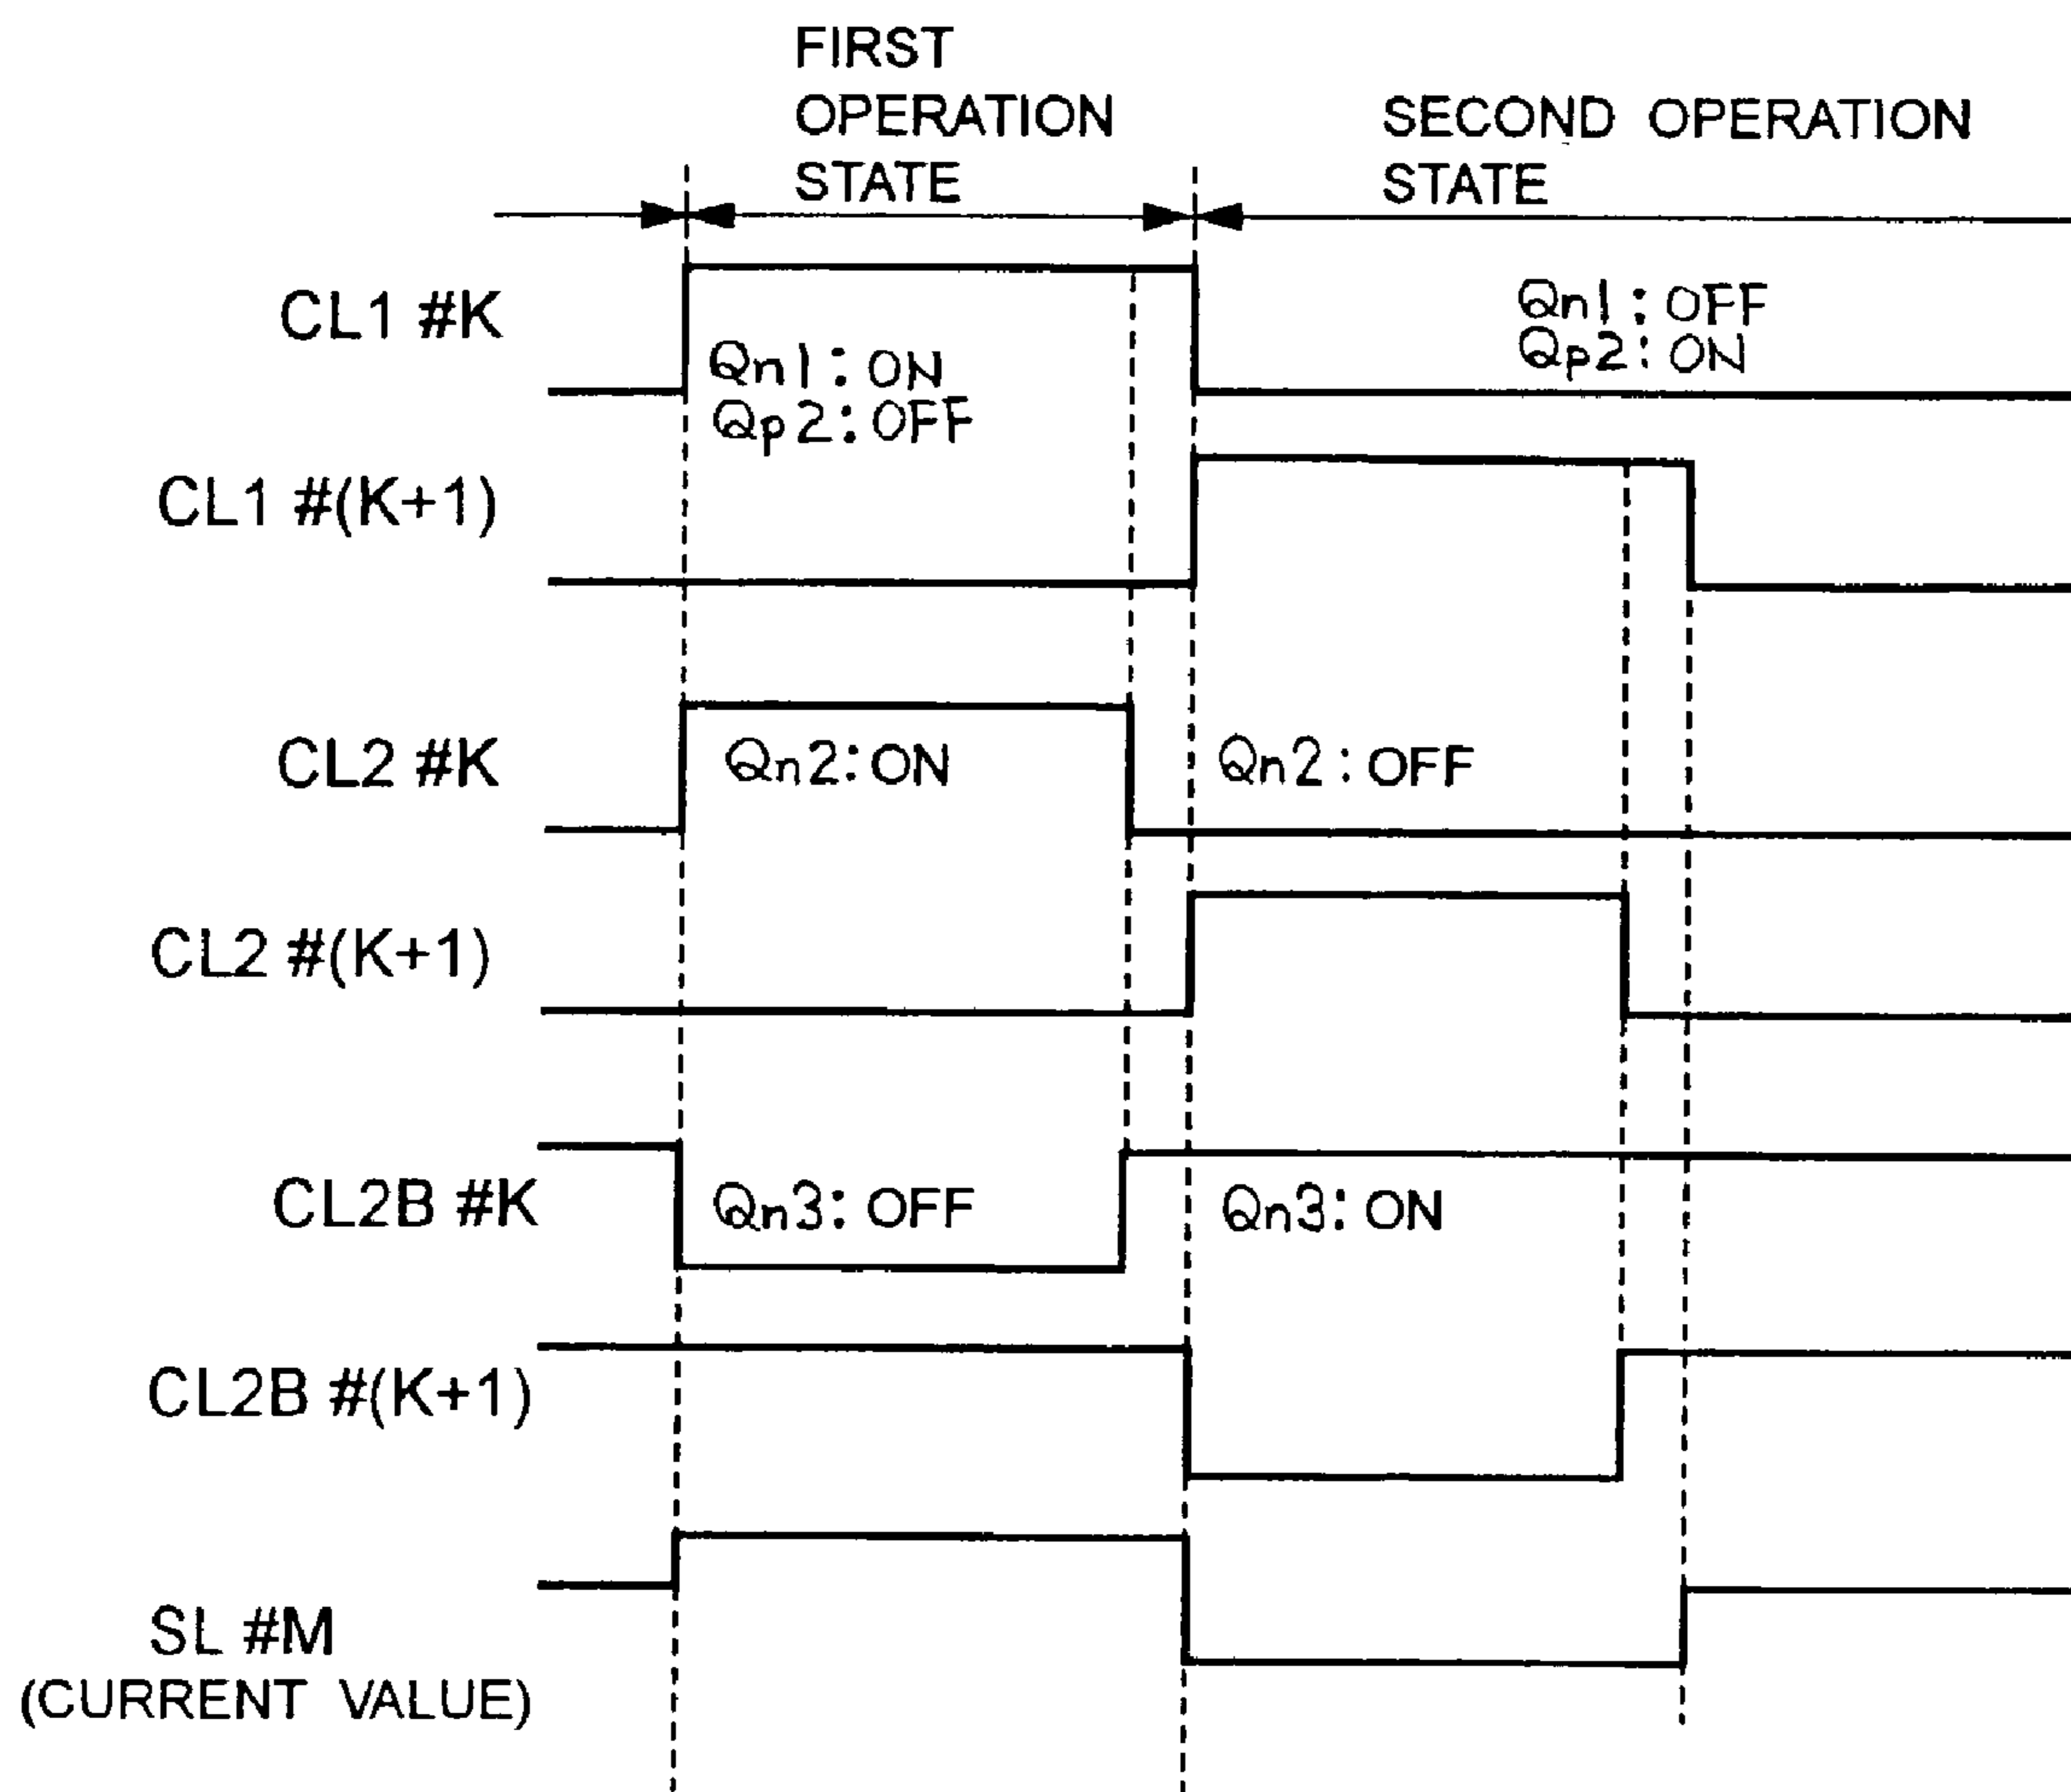 FIRST
OPERATION
STATE
SECOND OPERATION
STATE
CL1 #K
Qn1: ON
Qp2: OFF
Qn1: OFF
Qp2: ON
CL1 #(K+1)
CL2 #K
Qn2: ON
Qn2: OFF
CL2 #(K+1)
CL2B #K
Qn3: OFF
Qn3: ON
CL2B #(K+1)
SL #M
(CURRENT VALUE)